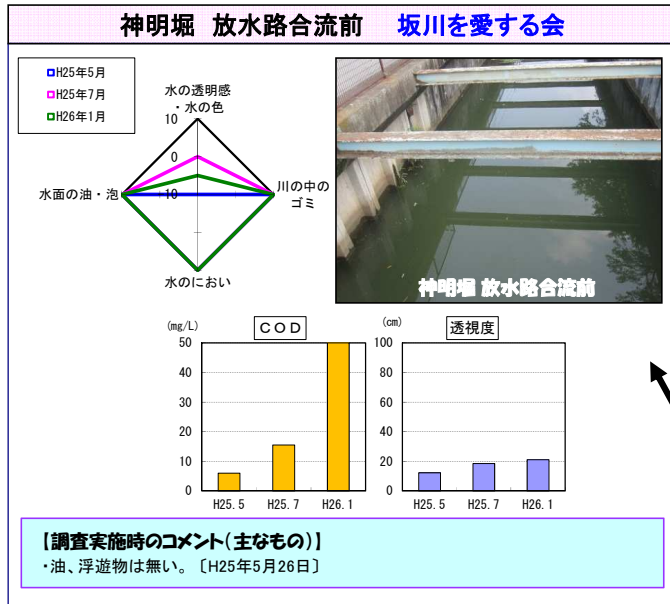 神明堀 放水路合流前 坂川を愛する会
H25年5月
H25年7月
H26年1月
水の透明感
・水の色
10
0
-10
水面の油・泡
川の中の
ゴミ
水のにおい
神明堀 放水路合流前
(mg/L)
COD
50
40
30
20
10
0
H25.5 H25.7 H26.1
(cm)
透視度
100
80
60
40
20
0
H25.5 H25.7 H26.1
【調査実施時のコメント(主なもの)】
・油、浮遊物は無い。〔H25年5月26日〕